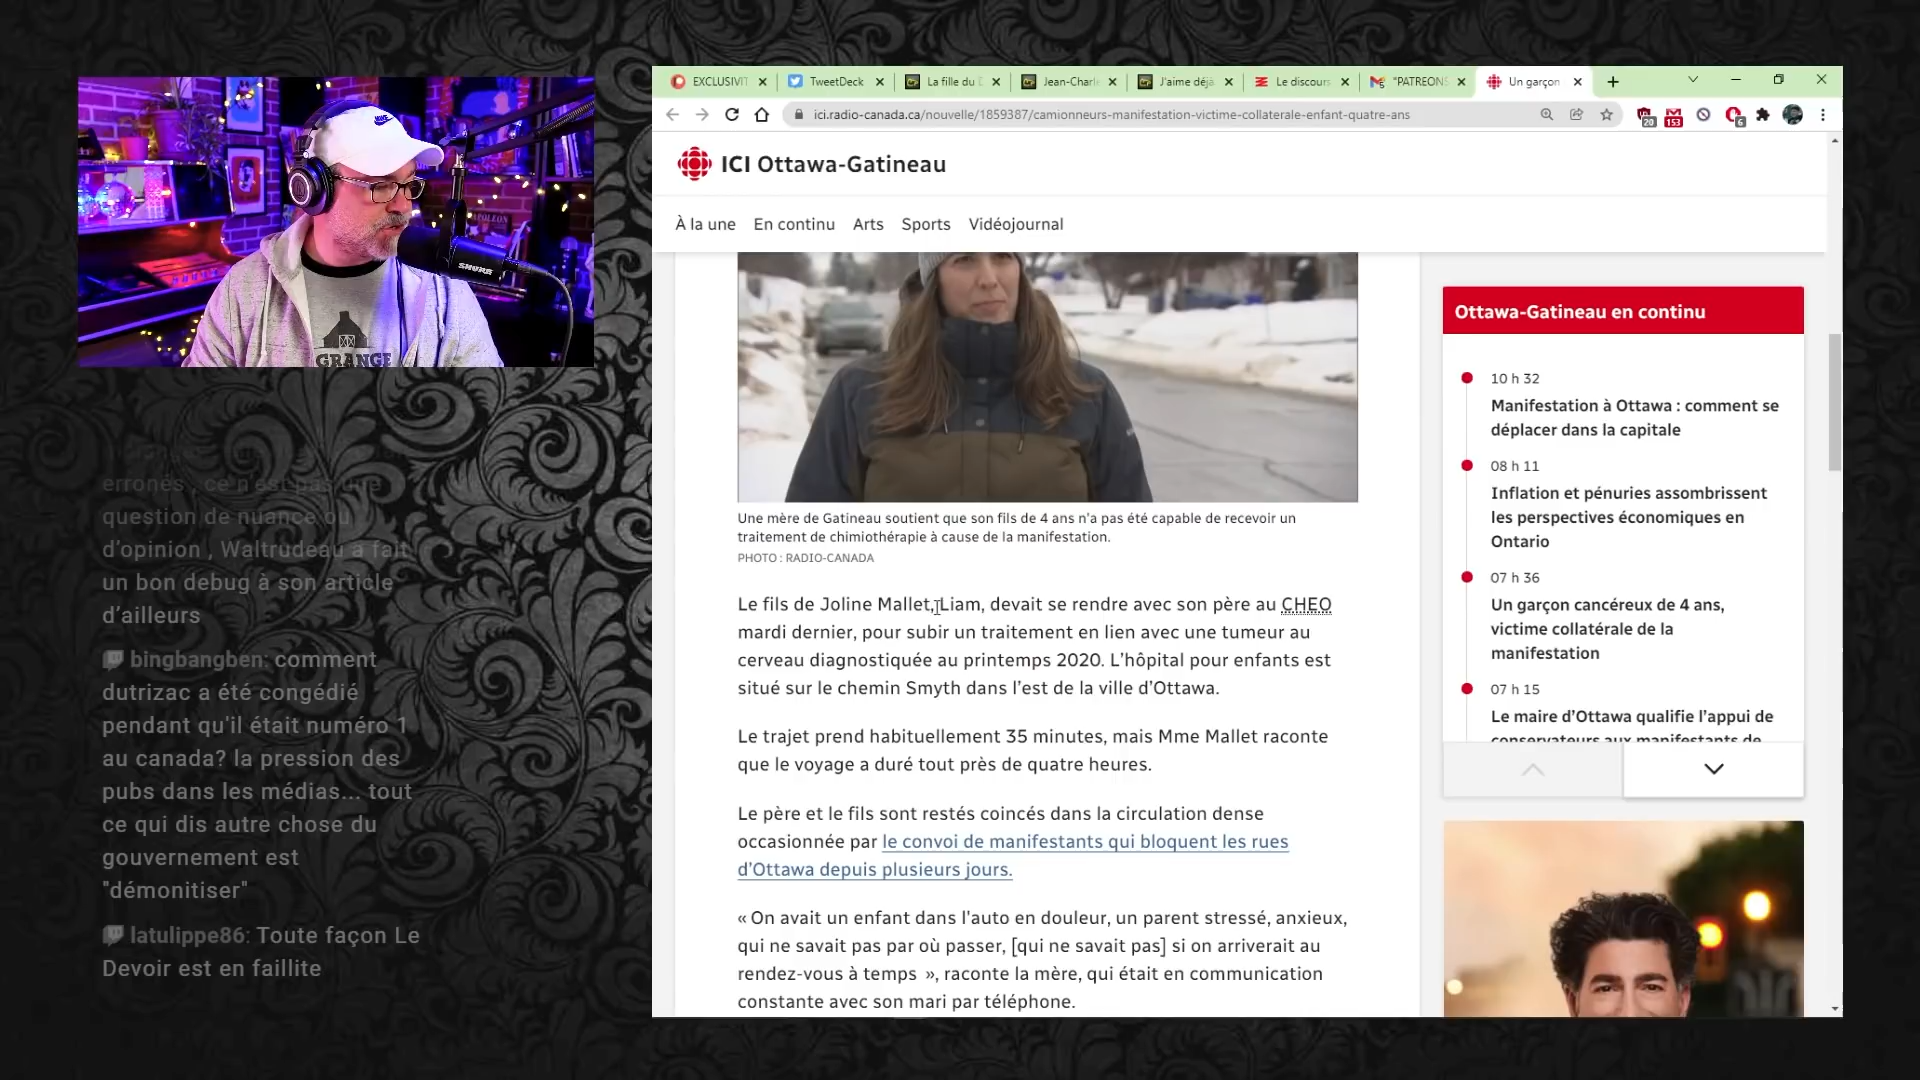 EXCLUSIVIT
TweetDeck
La fille du D
Jean-Charle
J'aime déjà
Le discours
"PATREONS
Un garçon
ici.radio-canada.ca/nouvelle/1859387/camionneurs-manifestation-victime-collaterale-enfant-quatre-ans
20
153
6
ICI Ottawa-Gatineau
À la une
En continu
Arts
Sports
Vidéojournal
SHURE
GRANGE
NAPOLEON
Une mère de Gatineau soutient que son fils de 4 ans n'a pas été capable de recevoir un
traitement de chimiothérapie à cause de la manifestation.
PHOTO : RADIO-CANADA
Le fils de Joline Mallet, Liam, devait se rendre avec son père au CHEO
mardi dernier, pour subir un traitement en lien avec une tumeur au
cerveau diagnostiquée au printemps 2020. L’hôpital pour enfants est
situé sur le chemin Smyth dans l’est de la ville d’Ottawa.
Le trajet prend habituellement 35 minutes, mais Mme Mallet raconte
que le voyage a duré tout près de quatre heures.
Le père et le fils sont restés coincés dans la circulation dense
occasionnée par le convoi de manifestants qui bloquent les rues
d’Ottawa depuis plusieurs jours.
« On avait un enfant dans l'auto en douleur, un parent stressé, anxieux,
qui ne savait pas par où passer, [qui ne savait pas] si on arriverait au
rendez-vous à temps », raconte la mère, qui était en communication
constante avec son mari par téléphone.
Ottawa-Gatineau en continu
10 h 32
Manifestation à Ottawa : comment se
déplacer dans la capitale
08 h 11
Inflation et pénuries assombrissent
les perspectives économiques en
Ontario
07 h 36
Un garçon cancéreux de 4 ans,
victime collatérale de la
manifestation
07 h 15
Le maire d’Ottawa qualifie l’appui de
conservateurs aux manifestants de
erronés , ce n'est pas une
question de nuance ou
d’opinion , Waltrudeau a fait
un bon debug à son article
d’ailleurs
bingbangben: comment
dutrizac a été congédié
pendant qu'il était numéro 1
au canada? la pression des
pubs dans les médias... tout
ce qui dis autre chose du
gouvernement est
"démonitiser"
latulippe86: Toute façon Le
Devoir est en faillite